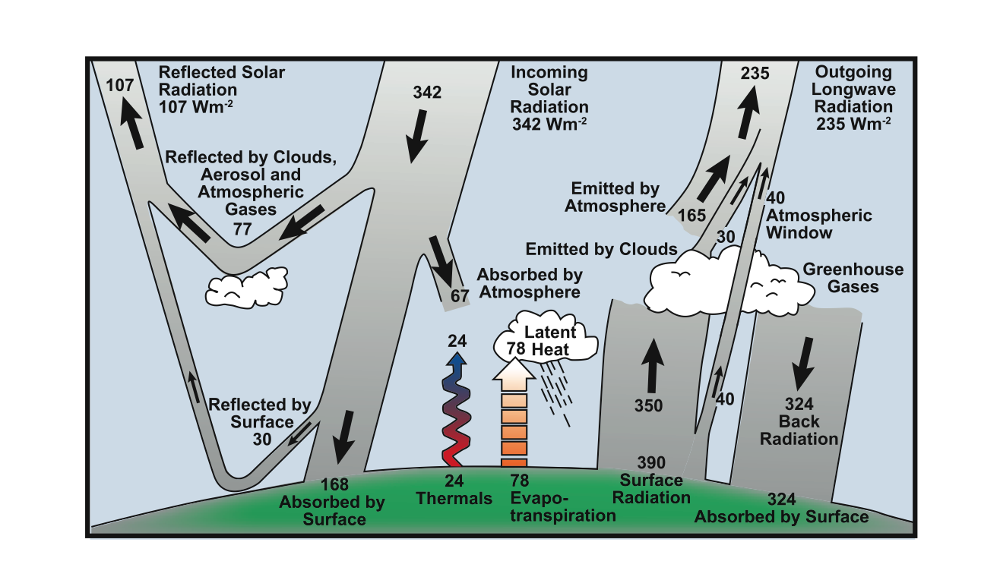 107
Reflected Solar
Radiation
107 Wm-2
342
Incoming
Solar
Radiation
342 Wm-2
235
Outgoing
Longwave
Radiation
235 Wm-2
Reflected by Clouds,
Aerosol and
Atmospheric
Gases
77
Emitted by
Atmosphere
165
30
40
Atmospheric
Window
Emitted by Clouds
Greenhouse
Gases
Absorbed by
Atmosphere
67
24
Latent
78 Heat
350
40
324
Back
Radiation
Reflected by
Surface
30
168
Absorbed by
Surface
24
Thermals
78
Evapo-
transpiration
390
Surface
Radiation
324
Absorbed by Surface